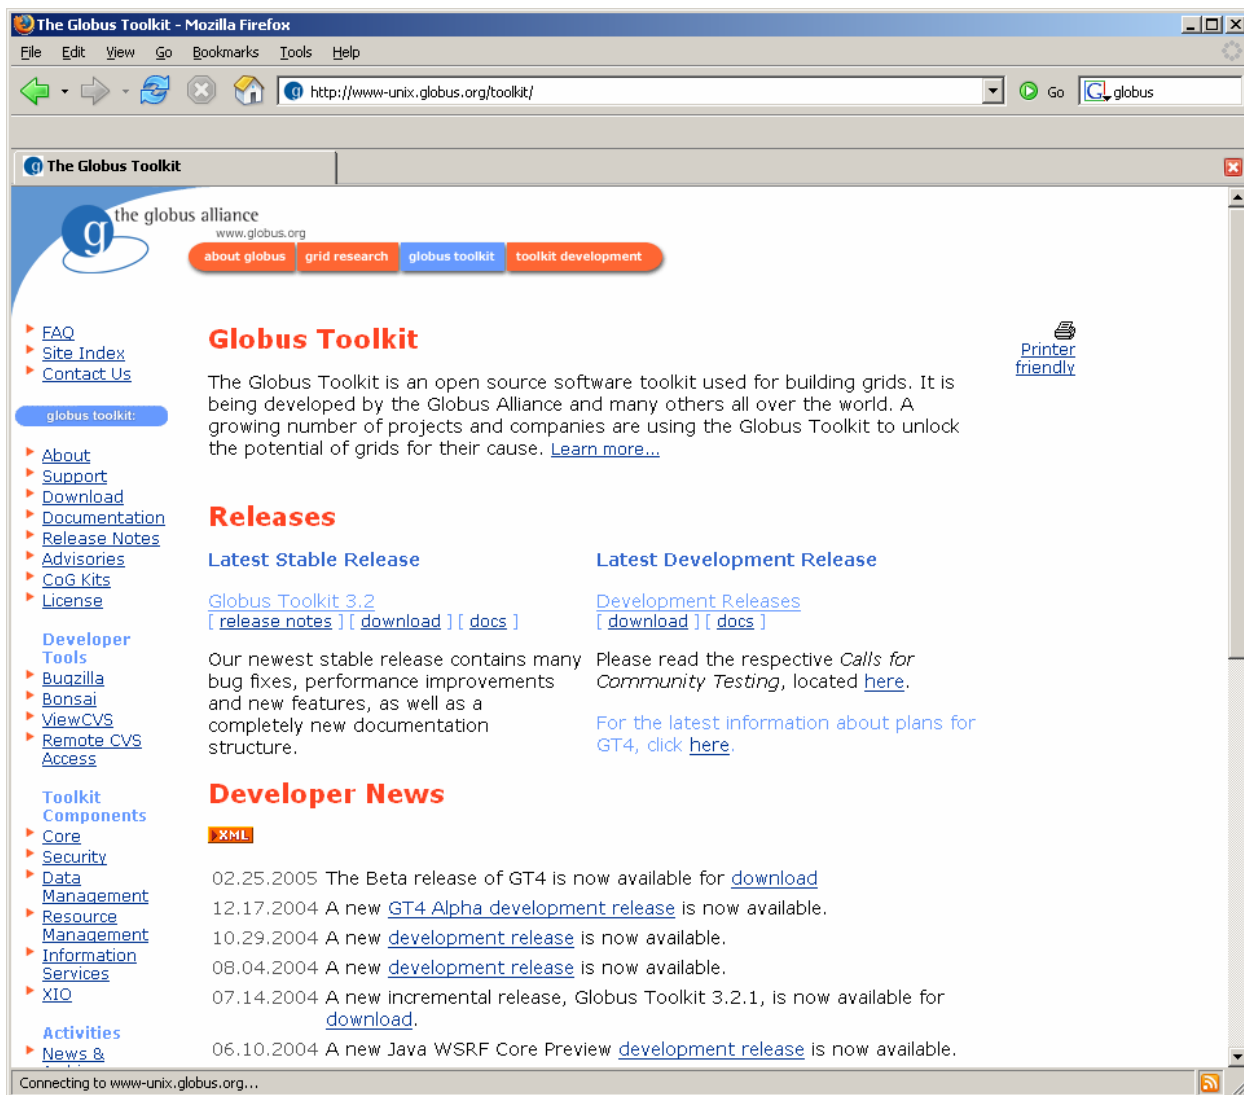 The Globus Toolkit - Mozilla Firefox
File Edit View Go Bookmarks Tools Help
http://www-unix.globus.org/toolkit/ Go globus
The Globus Toolkit
the globus alliance
www.globus.org
about globus grid research globus toolkit toolkit development
FAQ
Site Index
Contact Us
globus toolkit:
About
Support
Download
Documentation
Release Notes
Advisories
CoG Kits
License
Developer
Tools
Bugzilla
Bonsai
ViewCVS
Remote CVS
Access
Toolkit
Components
Core
Security
Data
Management
Resource
Management
Information
Services
XIO
Activities
News &
Globus Toolkit
Printer
friendly
The Globus Toolkit is an open source software toolkit used for building grids. It is
being developed by the Globus Alliance and many others all over the world. A
growing number of projects and companies are using the Globus Toolkit to unlock
the potential of grids for their cause. Learn more...
Releases
Latest Stable Release
Globus Toolkit 3.2
[ release notes ] [ download ] [ docs ]
Our newest stable release contains many
bug fixes, performance improvements
and new features, as well as a
completely new documentation
structure.
Latest Development Release
Development Releases
[ download ] [ docs ]
Please read the respective Calls for
Community Testing, located here.
For the latest information about plans for
GT4, click here.
Developer News
XML
02.25.2005 The Beta release of GT4 is now available for download
12.17.2004 A new GT4 Alpha development release is now available.
10.29.2004 A new development release is now available.
08.04.2004 A new development release is now available.
07.14.2004 A new incremental release, Globus Toolkit 3.2.1, is now available for
download.
06.10.2004 A new Java WSRF Core Preview development release is now available.
Connecting to www-unix.globus.org...